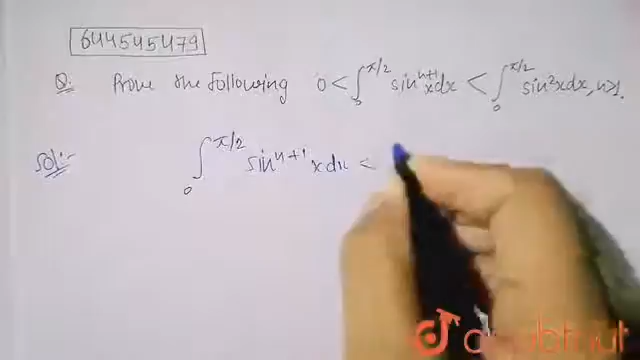 644545479
Q. Prove the following 0 < ∫₀^π/2 sin^n+1 x dx < ∫₀^π/2 sin² x dx, n>1.
Sol:- ∫₀^π/2 sin^n+1 x dx <
doubtnut